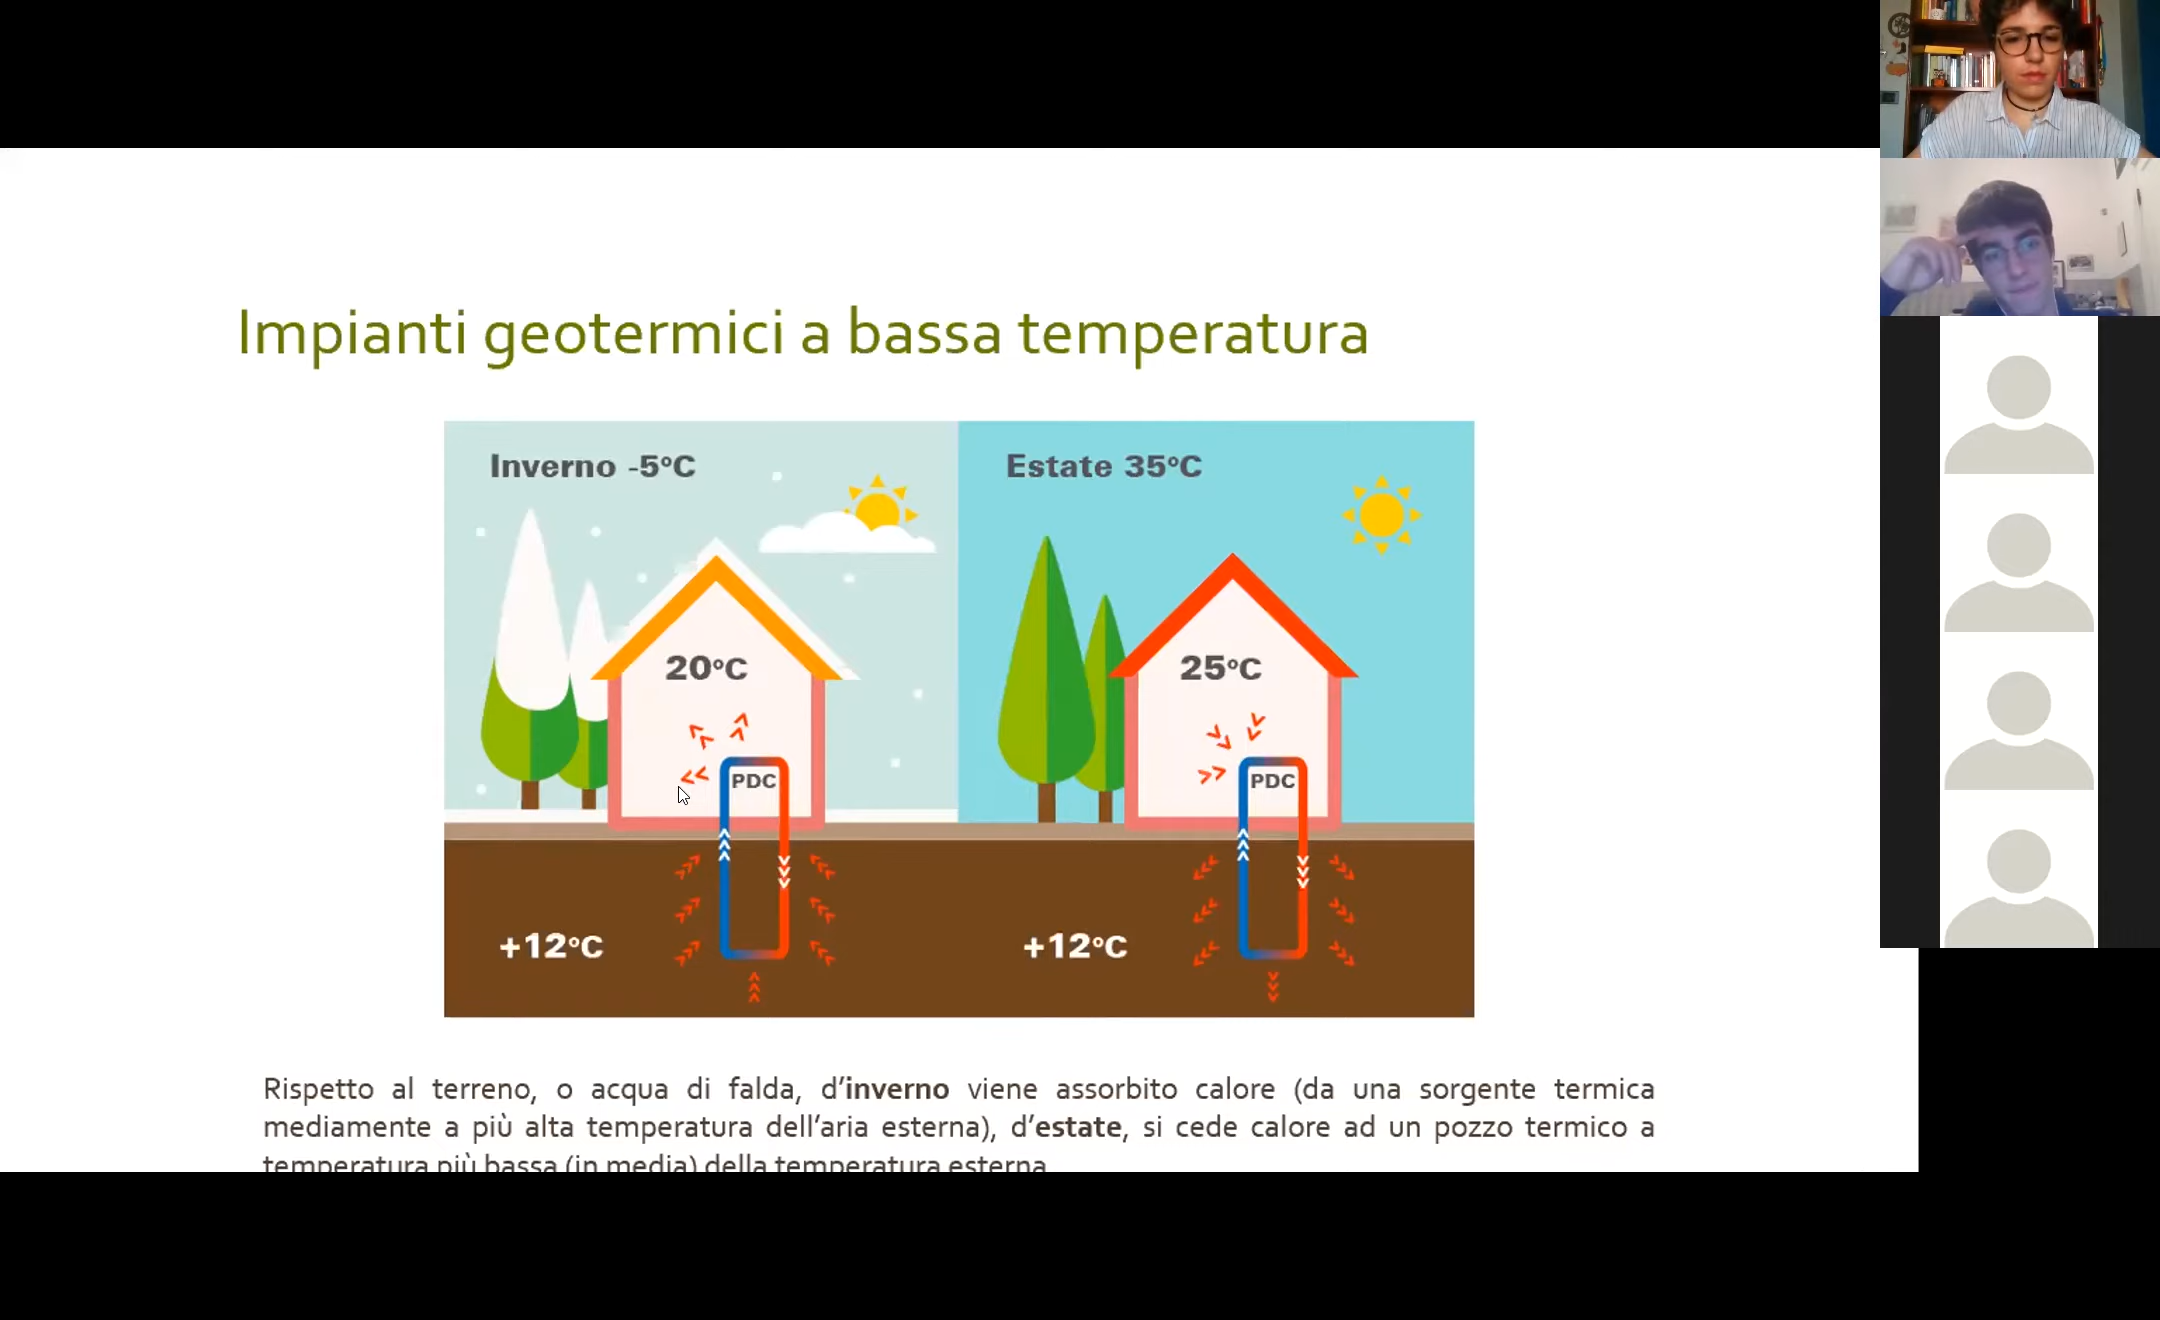 Impianti geotermici a bassa temperatura
Inverno -5°C
Estate 35°C
20°C
25°C
PDC
PDC
+12°C
+12°C
Rispetto al terreno, o acqua di falda, d'inverno viene assorbito calore (da una sorgente termica
mediamente a più alta temperatura dell'aria esterna), d'estate, si cede calore ad un pozzo termico a
temperatura più bassa (in media) della temperatura esterna